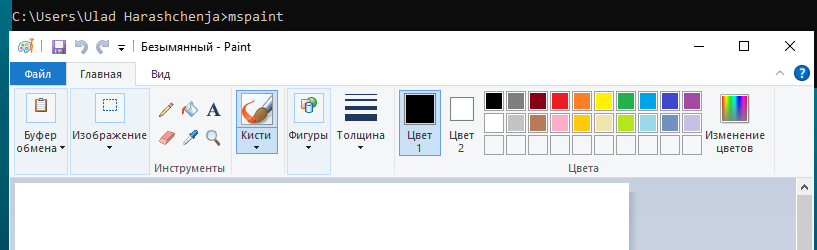 C:\Users\Ulad Harashchenja>mspaint
Безымянный - Paint
Файл Главная Вид
Буфер обмена
Изображение
Инструменты
Кисти
Фигуры
Толщина
Цвет 1
Цвет 2
Изменение цветов
Цвета